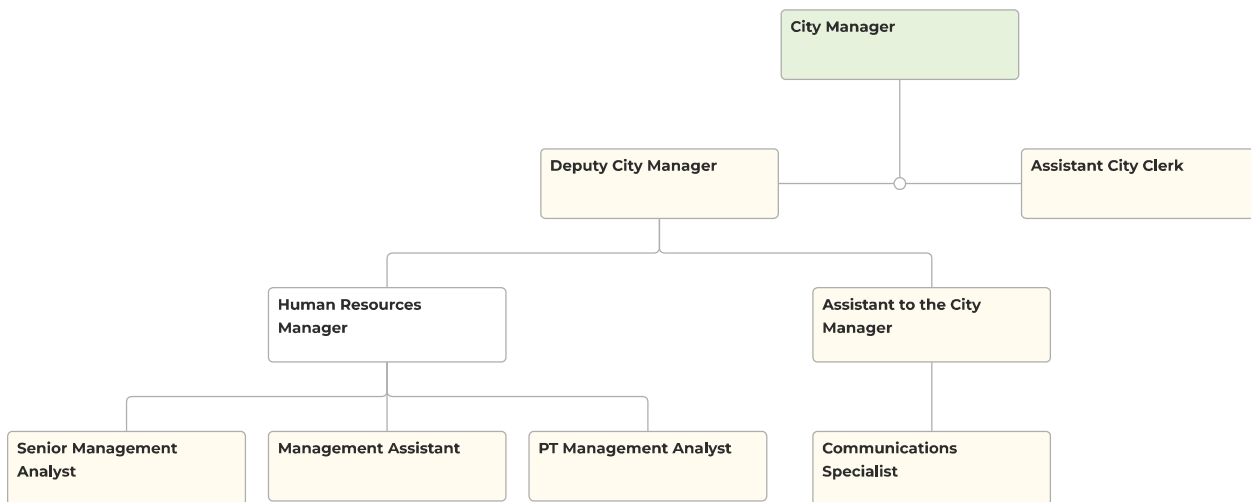 City Manager
Deputy City Manager
Assistant City Clerk
Human Resources
Manager
Assistant to the City
Manager
Senior Management
Analyst
Management Assistant
PT Management Analyst
Communications
Specialist